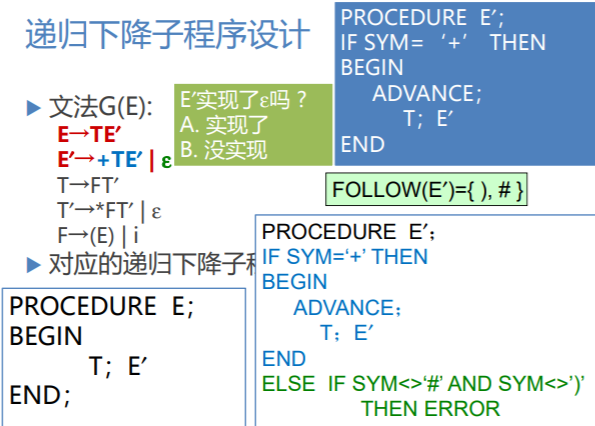 递归下降子程序设计
▶ 文法G(E):
E→TE′
E′→+TE′ | ε
T→FT′
T′→*FT′ | ε
F→(E) | i
▶ 对应的递归下降子
E′实现了ε吗？
A. 实现了
B. 没实现
PROCEDURE E′;
IF SYM= ‘+’ THEN
BEGIN
ADVANCE;
T; E′
END
FOLLOW(E′)={ ), # }
PROCEDURE E;
BEGIN
T; E′
END;
PROCEDURE E′;
IF SYM=‘+’ THEN
BEGIN
ADVANCE;
T; E′
END
ELSE IF SYM<>‘#’ AND SYM<>‘)’
THEN ERROR